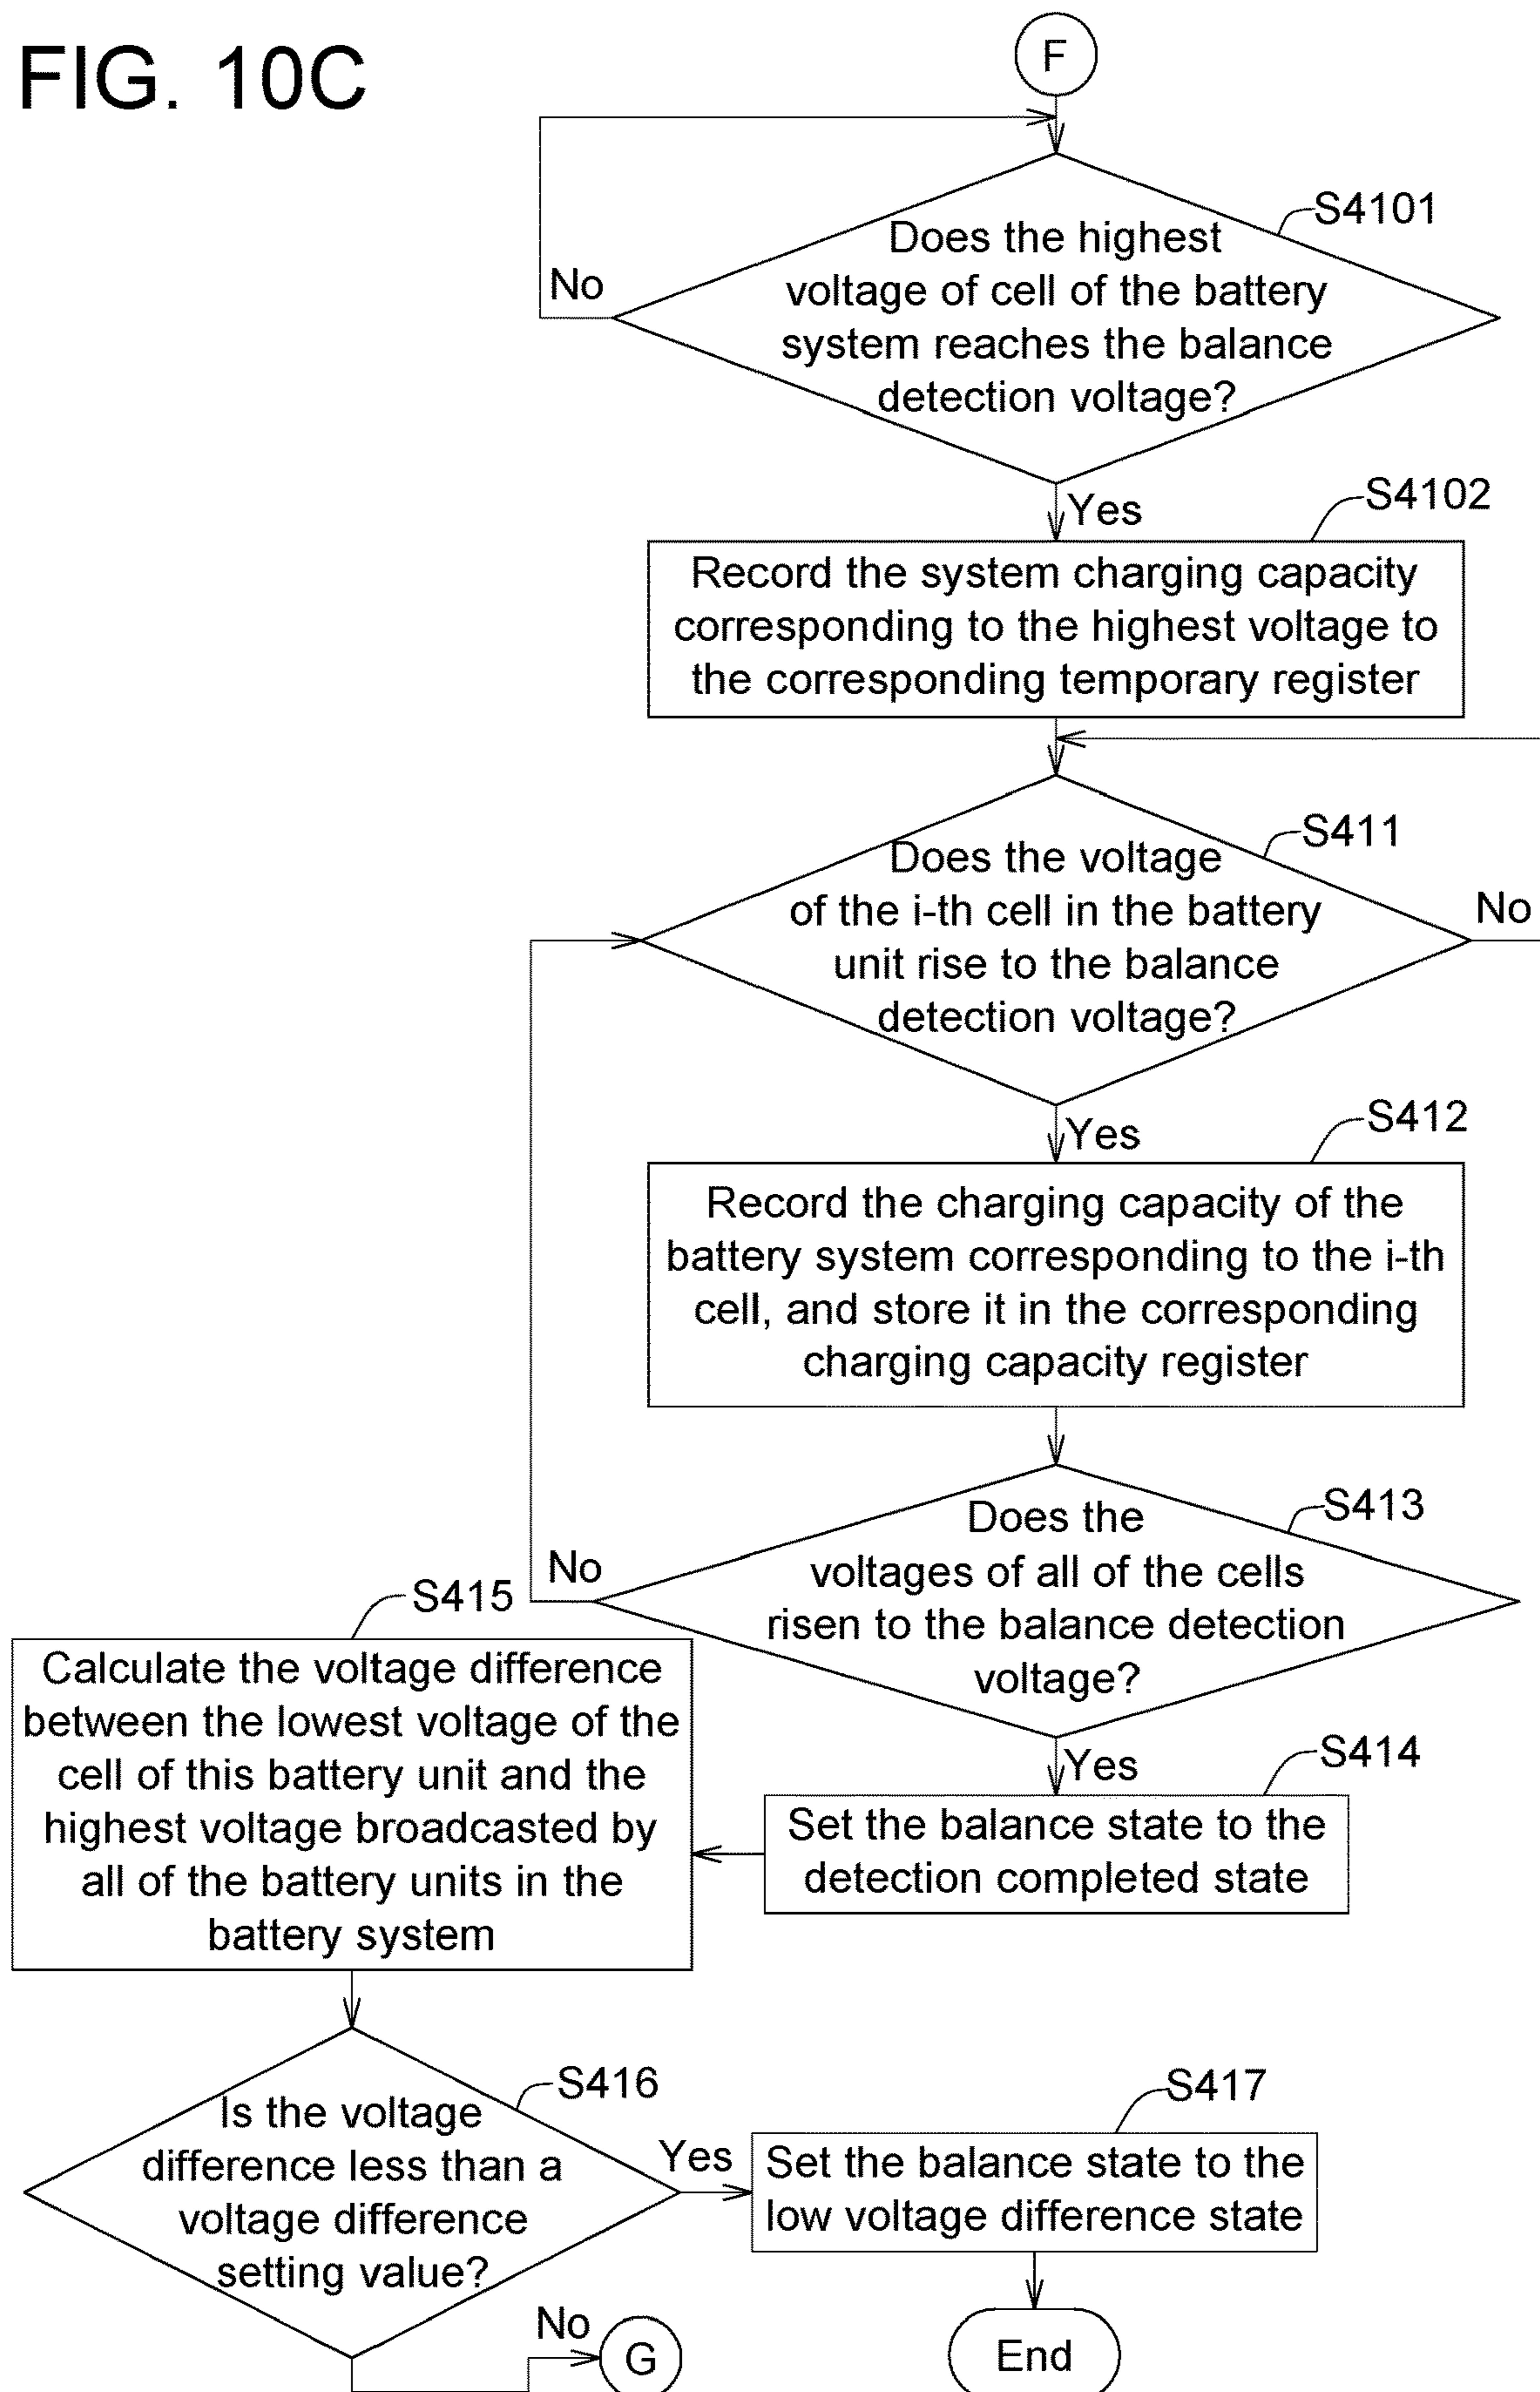 FIG. 10C
F
S4101
Does the highest
voltage of cell of the battery
system reaches the balance
detection voltage?
No
Yes
S4102
Record the system charging capacity
corresponding to the highest voltage to
the corresponding temporary register
S411
Does the voltage
of the i-th cell in the battery
unit rise to the balance
detection voltage?
No
Yes
S412
Record the charging capacity of the
battery system corresponding to the i-th
cell, and store it in the corresponding
charging capacity register
S413
Does the
voltages of all of the cells
risen to the balance detection
voltage?
No
Yes
S414
Set the balance state to the
detection completed state
S415
Calculate the voltage difference
between the lowest voltage of the
cell of this battery unit and the
highest voltage broadcasted by
all of the battery units in the
battery system
S416
Is the voltage
difference less than a
voltage difference
setting value?
Yes
S417
Set the balance state to the
low voltage difference state
No
G
End